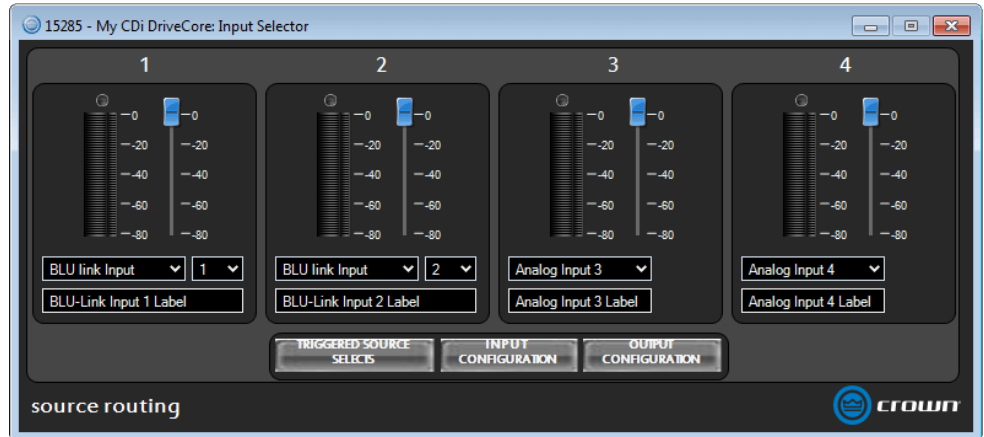 15285 - My CDi DriveCore: Input Selector
1 2 3 4
-0 -0 -0 -0 -0 -0 -0 -0
-20 -20 -20 -20 -20 -20 -20 -20
-40 -40 -40 -40 -40 -40 -40 -40
-60 -60 -60 -60 -60 -60 -60 -60
-80 -80 -80 -80 -80 -80 -80 -80
BLU link Input 1 BLU link Input 2 Analog Input 3 Analog Input 4
BLU-Link Input 1 Label BLU-Link Input 2 Label Analog Input 3 Label Analog Input 4 Label
TRIGGERED SOURCE INPUT OUTPUT
SELECTS CONFIGURATION CONFIGURATION
source routing crown